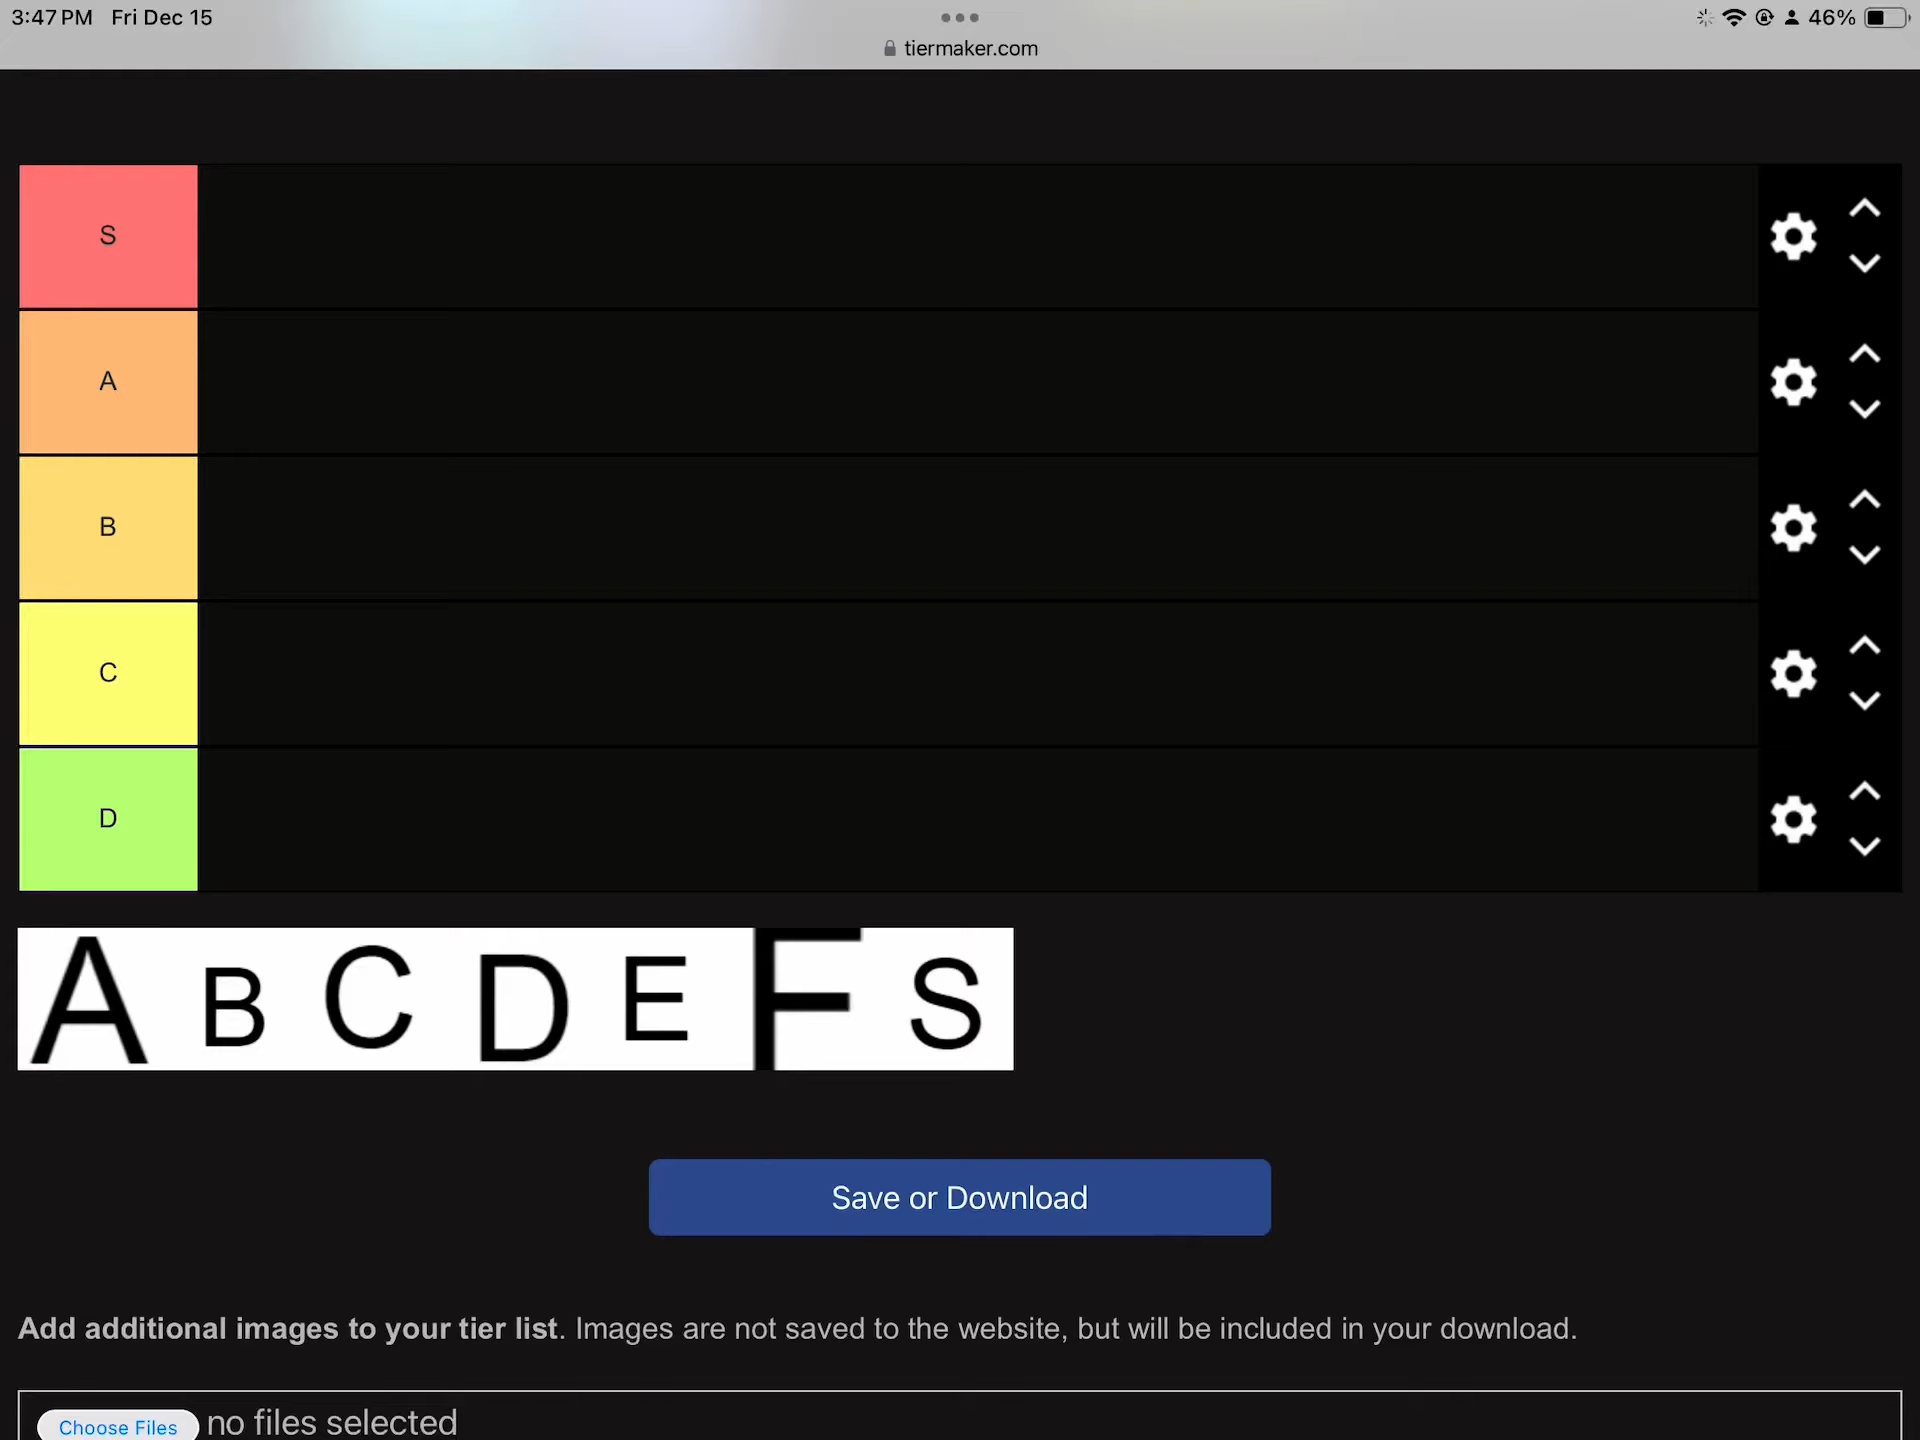 3:47 PM Fri Dec 15
46%
tiermaker.com
S
A
B
C
D
A B C D E F S
Save or Download
Add additional images to your tier list. Images are not saved to the website, but will be included in your download.
Choose Files no files selected